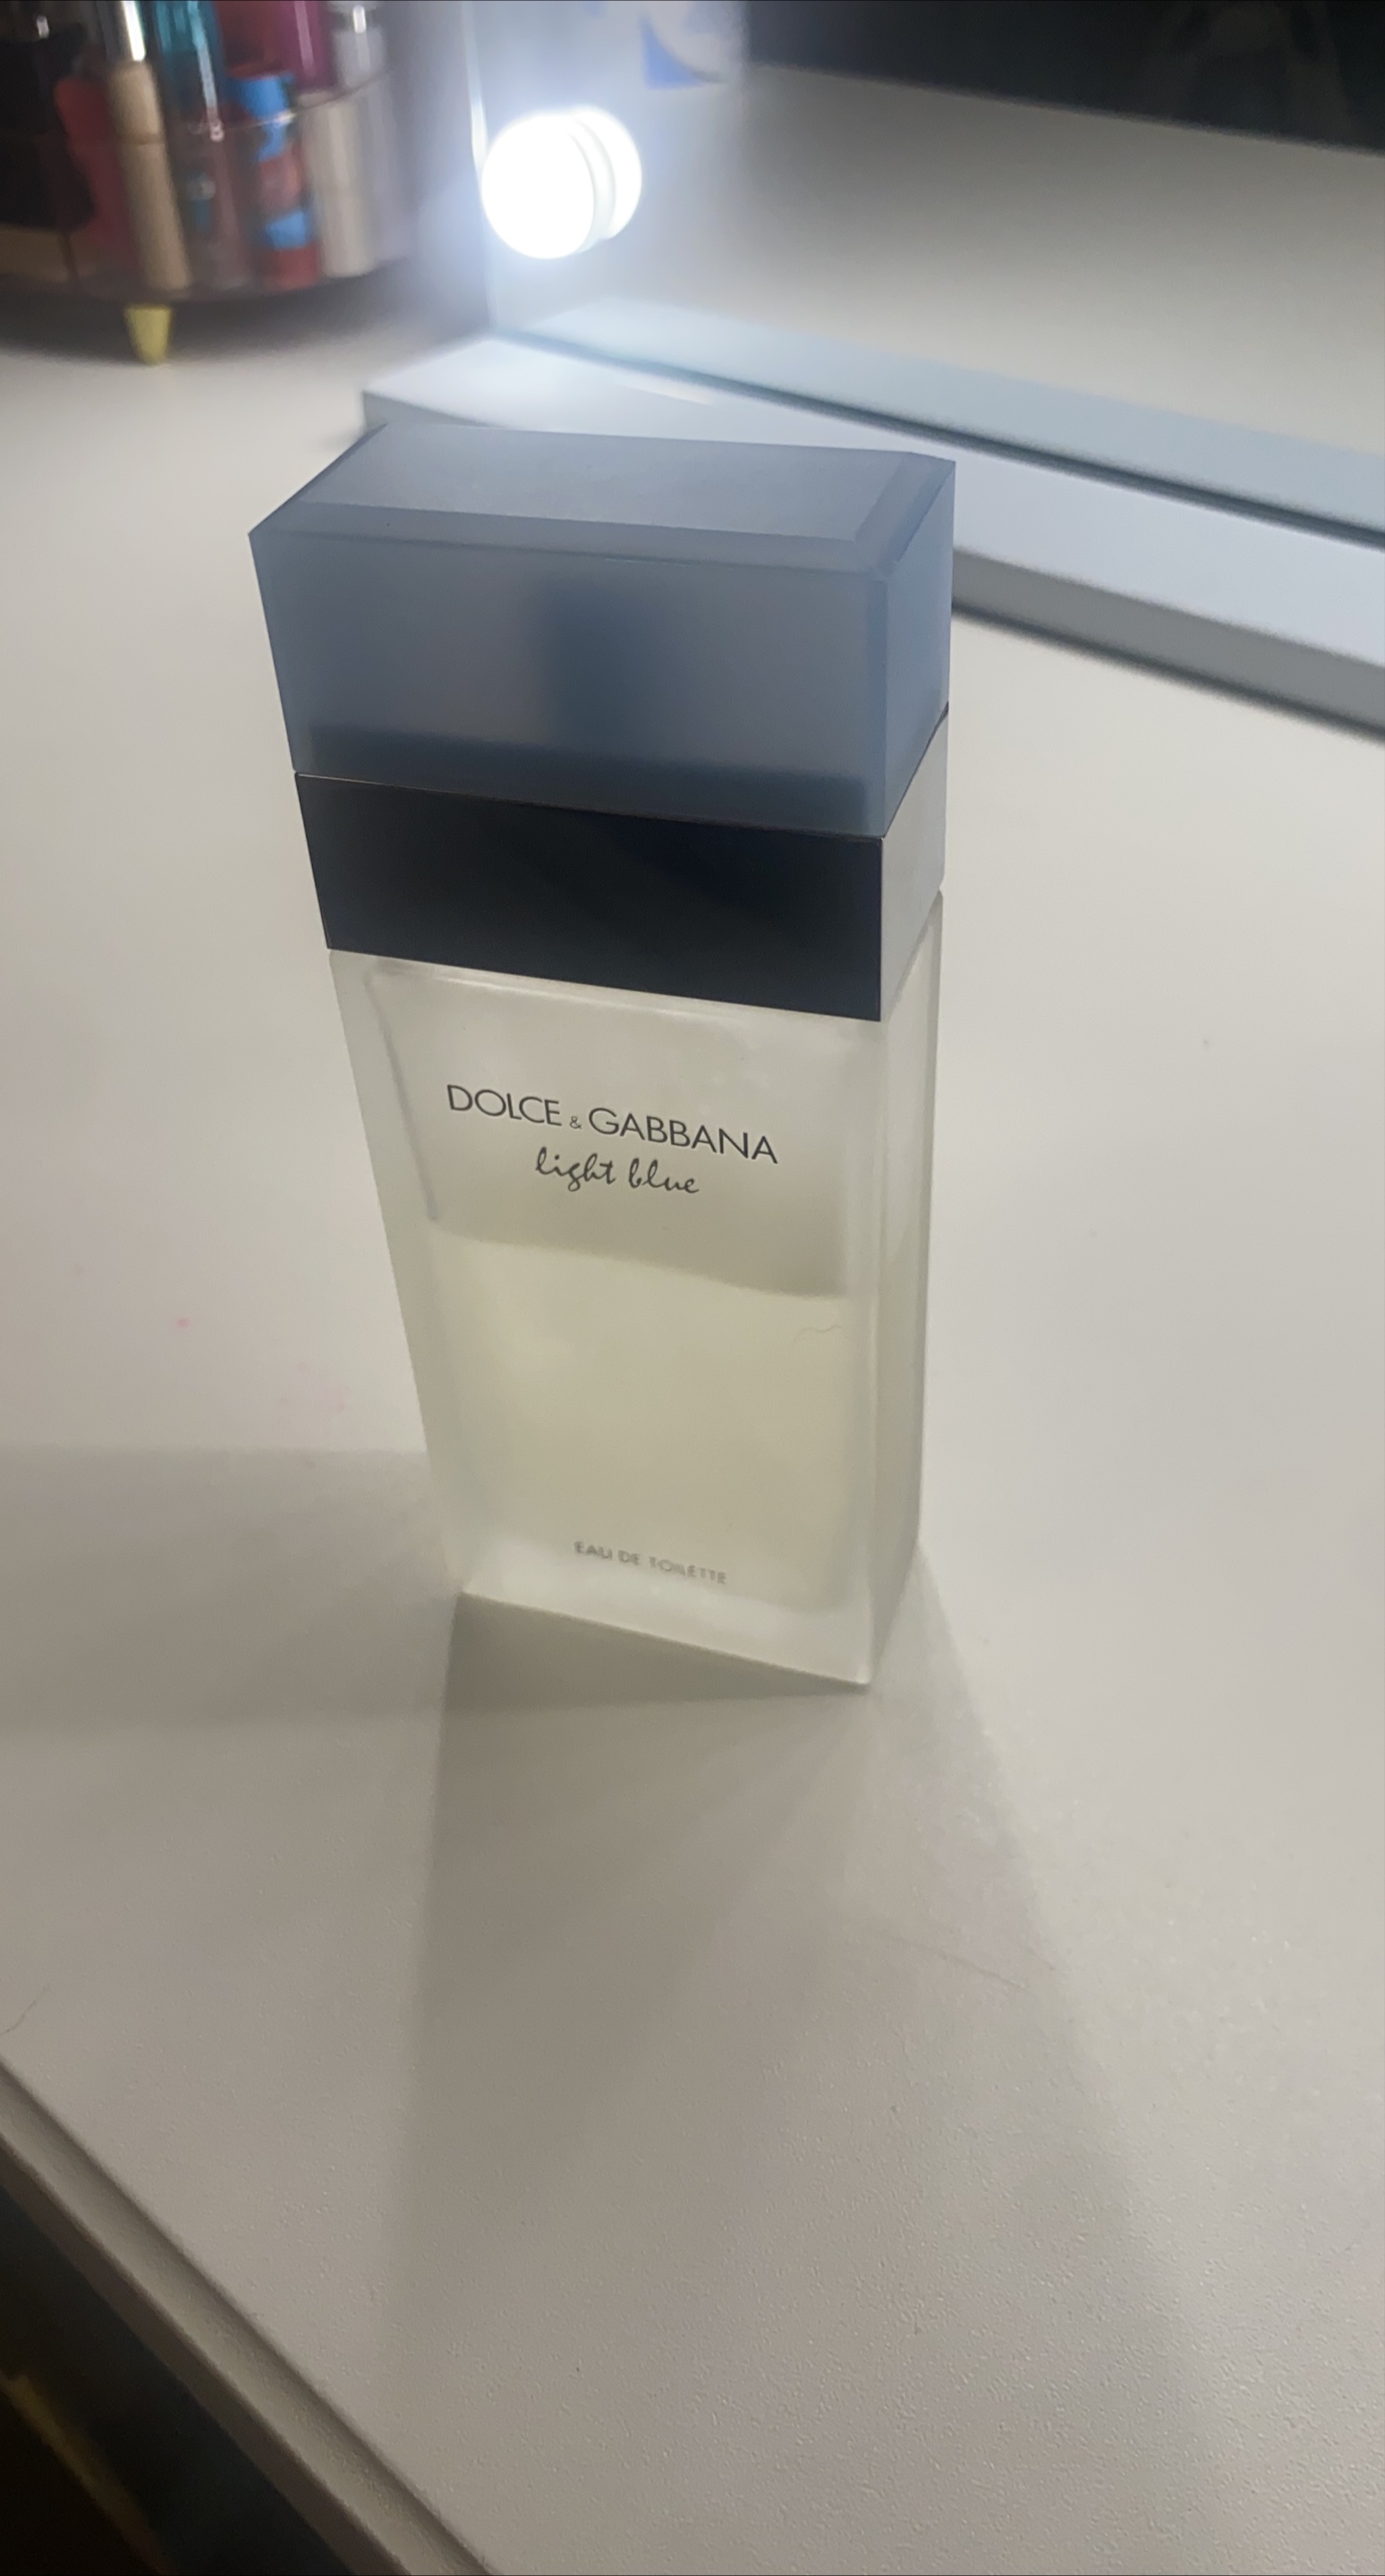 DOLCE & GABBANA
light blue
EAU DE TOILETTE